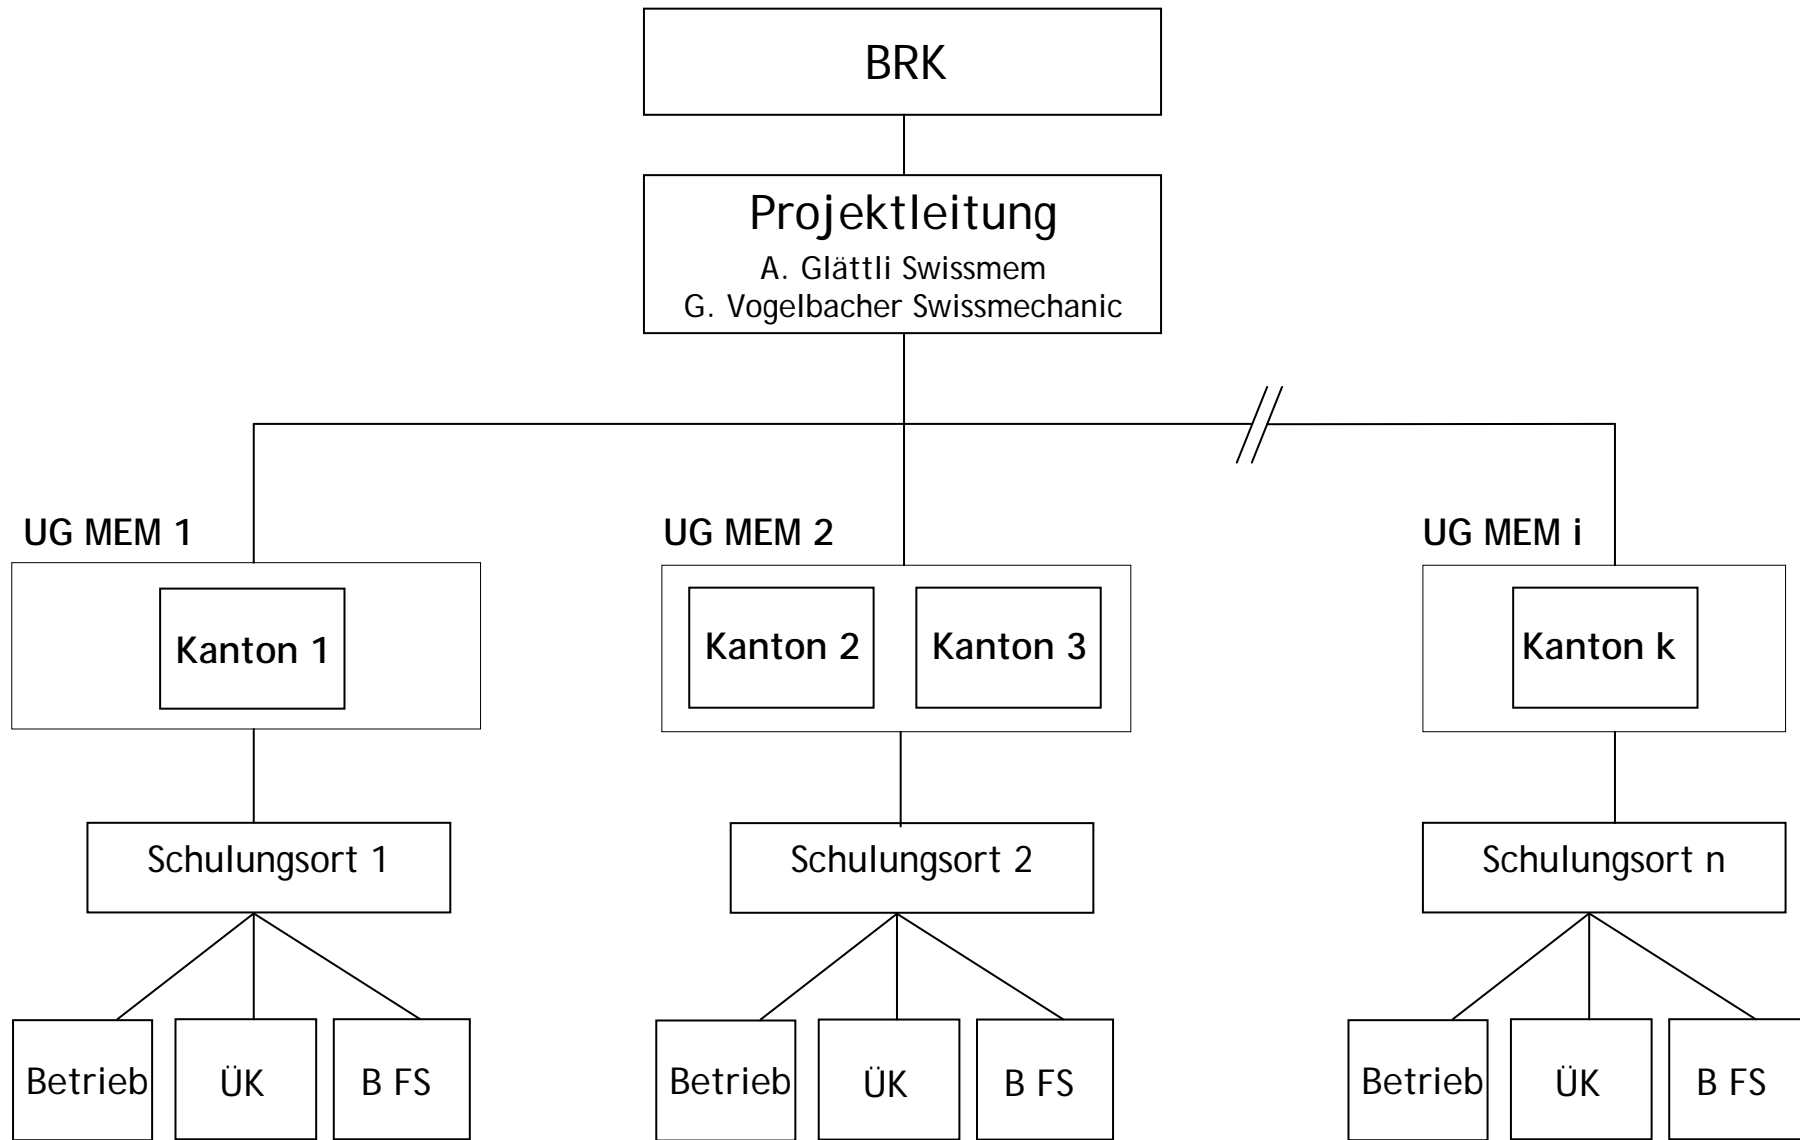 BRK
Projektleitung
A. Glättli Swissmem
G. Vogelbacher Swissmechanic
UG MEM 1
UG MEM 2
UG MEM i
Kanton 1
Kanton 2
Kanton 3
Kanton k
Schulungsort 1
Schulungsort 2
Schulungsort n
Betrieb
ÜK
B FS
Betrieb
ÜK
B FS
Betrieb
ÜK
B FS